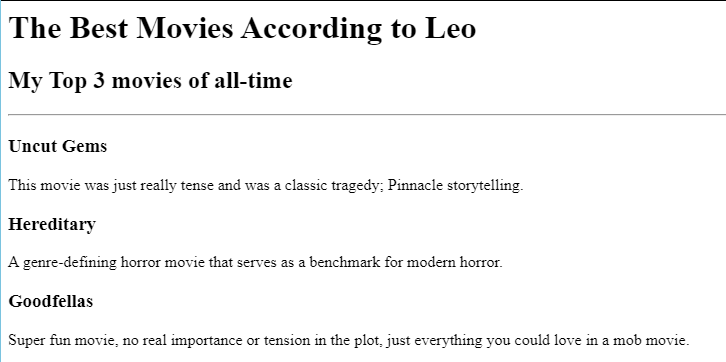 The Best Movies According to Leo
My Top 3 movies of all-time
Uncut Gems
This movie was just really tense and was a classic tragedy; Pinnacle storytelling.
Hereditary
A genre-defining horror movie that serves as a benchmark for modern horror.
Goodfellas
Super fun movie, no real importance or tension in the plot, just everything you could love in a mob movie.